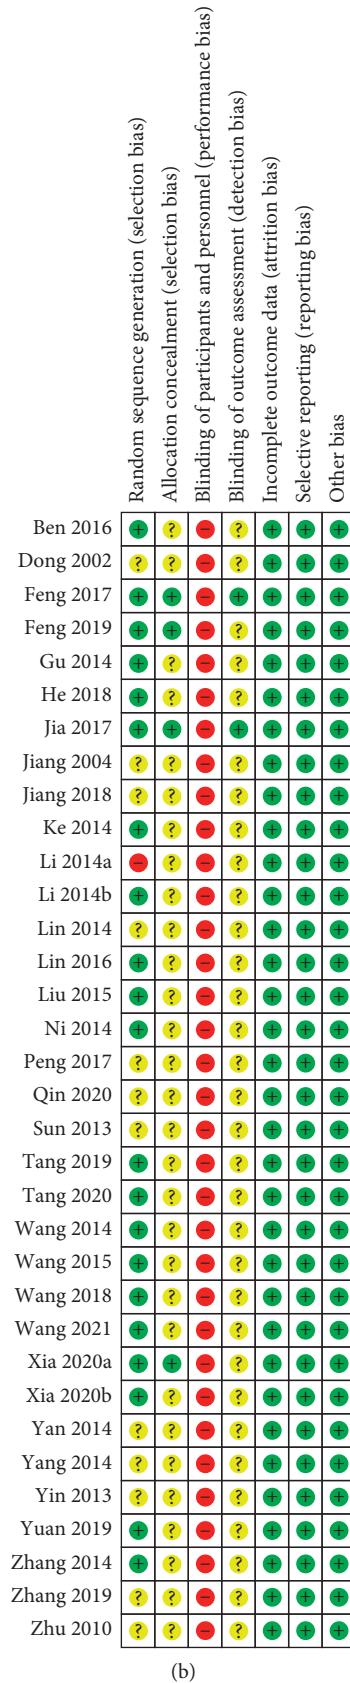 Random sequence generation (selection bias)
Allocation concealment (selection bias)
Blinding of participants and personnel (performance bias)
Blinding of outcome assessment (detection bias)
Incomplete outcome data (attrition bias)
Selective reporting (reporting bias)
Other bias
Ben 2016 + ? − ? + + +
Dong 2002 ? ? − ? + + +
Feng 2017 + + − + + + +
Feng 2019 + + − ? + + +
Gu 2014 + ? − ? + + +
He 2018 + ? − ? + + +
Jia 2017 + + − + + + +
Jiang 2004 ? ? − ? + + +
Jiang 2018 ? ? − ? + + +
Ke 2014 + ? − ? + + +
Li 2014a − ? − ? + + +
Li 2014b + ? − ? + + +
Lin 2014 ? ? − ? + + +
Lin 2016 + ? − ? + + +
Liu 2015 + ? − ? + + +
Ni 2014 + ? − ? + + +
Peng 2017 ? ? − ? + + +
Qin 2020 ? ? − ? + + +
Sun 2013 ? ? − ? + + +
Tang 2019 + ? − ? + + +
Tang 2020 + ? − ? + + +
Wang 2014 + ? − ? + + +
Wang 2015 + ? − ? + + +
Wang 2018 + ? − ? + + +
Wang 2021 + ? − ? + + +
Xia 2020a + + − ? + + +
Xia 2020b + ? − ? + + +
Yan 2014 ? ? − ? + + +
Yang 2014 ? ? − ? + + +
Yin 2013 ? ? − ? + + +
Yuan 2019 + ? − ? + + +
Zhang 2014 + ? − ? + + +
Zhang 2019 ? ? − ? + + +
Zhu 2010 ? ? − ? + + +
(b)